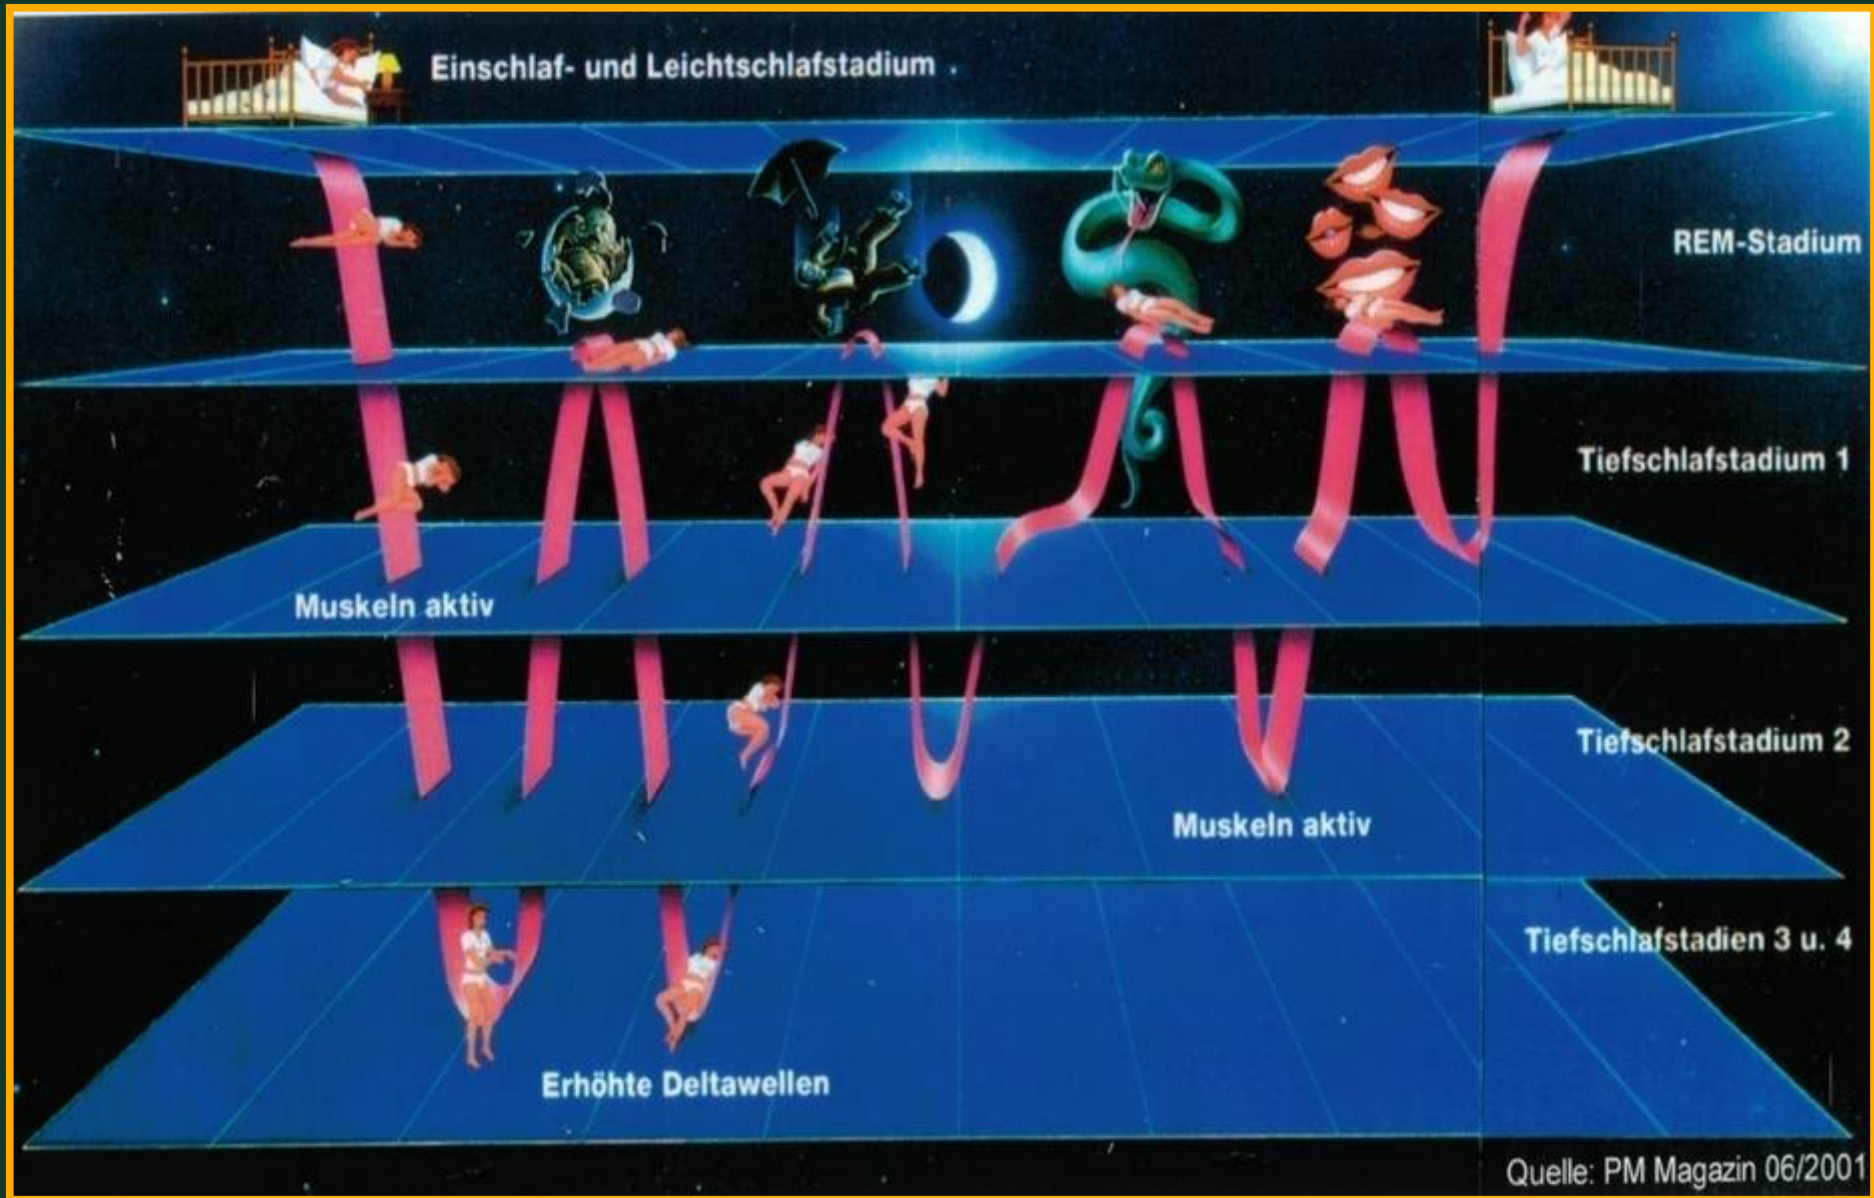 Einschlaf- und Leichtschlafstadium
REM-Stadium
Tiefschlafstadium 1
Muskeln aktiv
Tiefschlafstadium 2
Muskeln aktiv
Tiefschlafstadien 3 u. 4
Erhöhte Deltawellen
Quelle: PM Magazin 06/2001